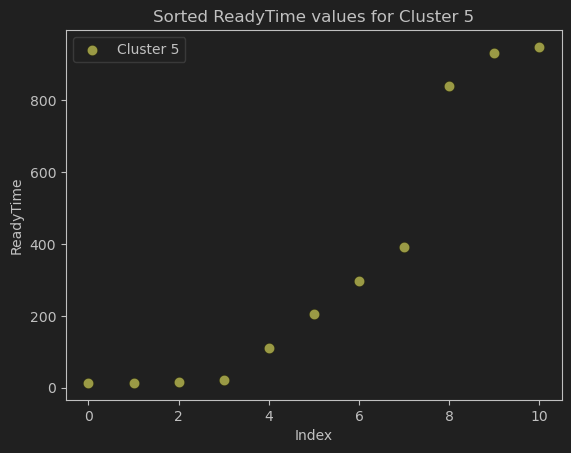 Sorted ReadyTime values for Cluster 5
Cluster 5
800
600
400
200
0
ReadyTime
0 2 4 6 8 10
Index